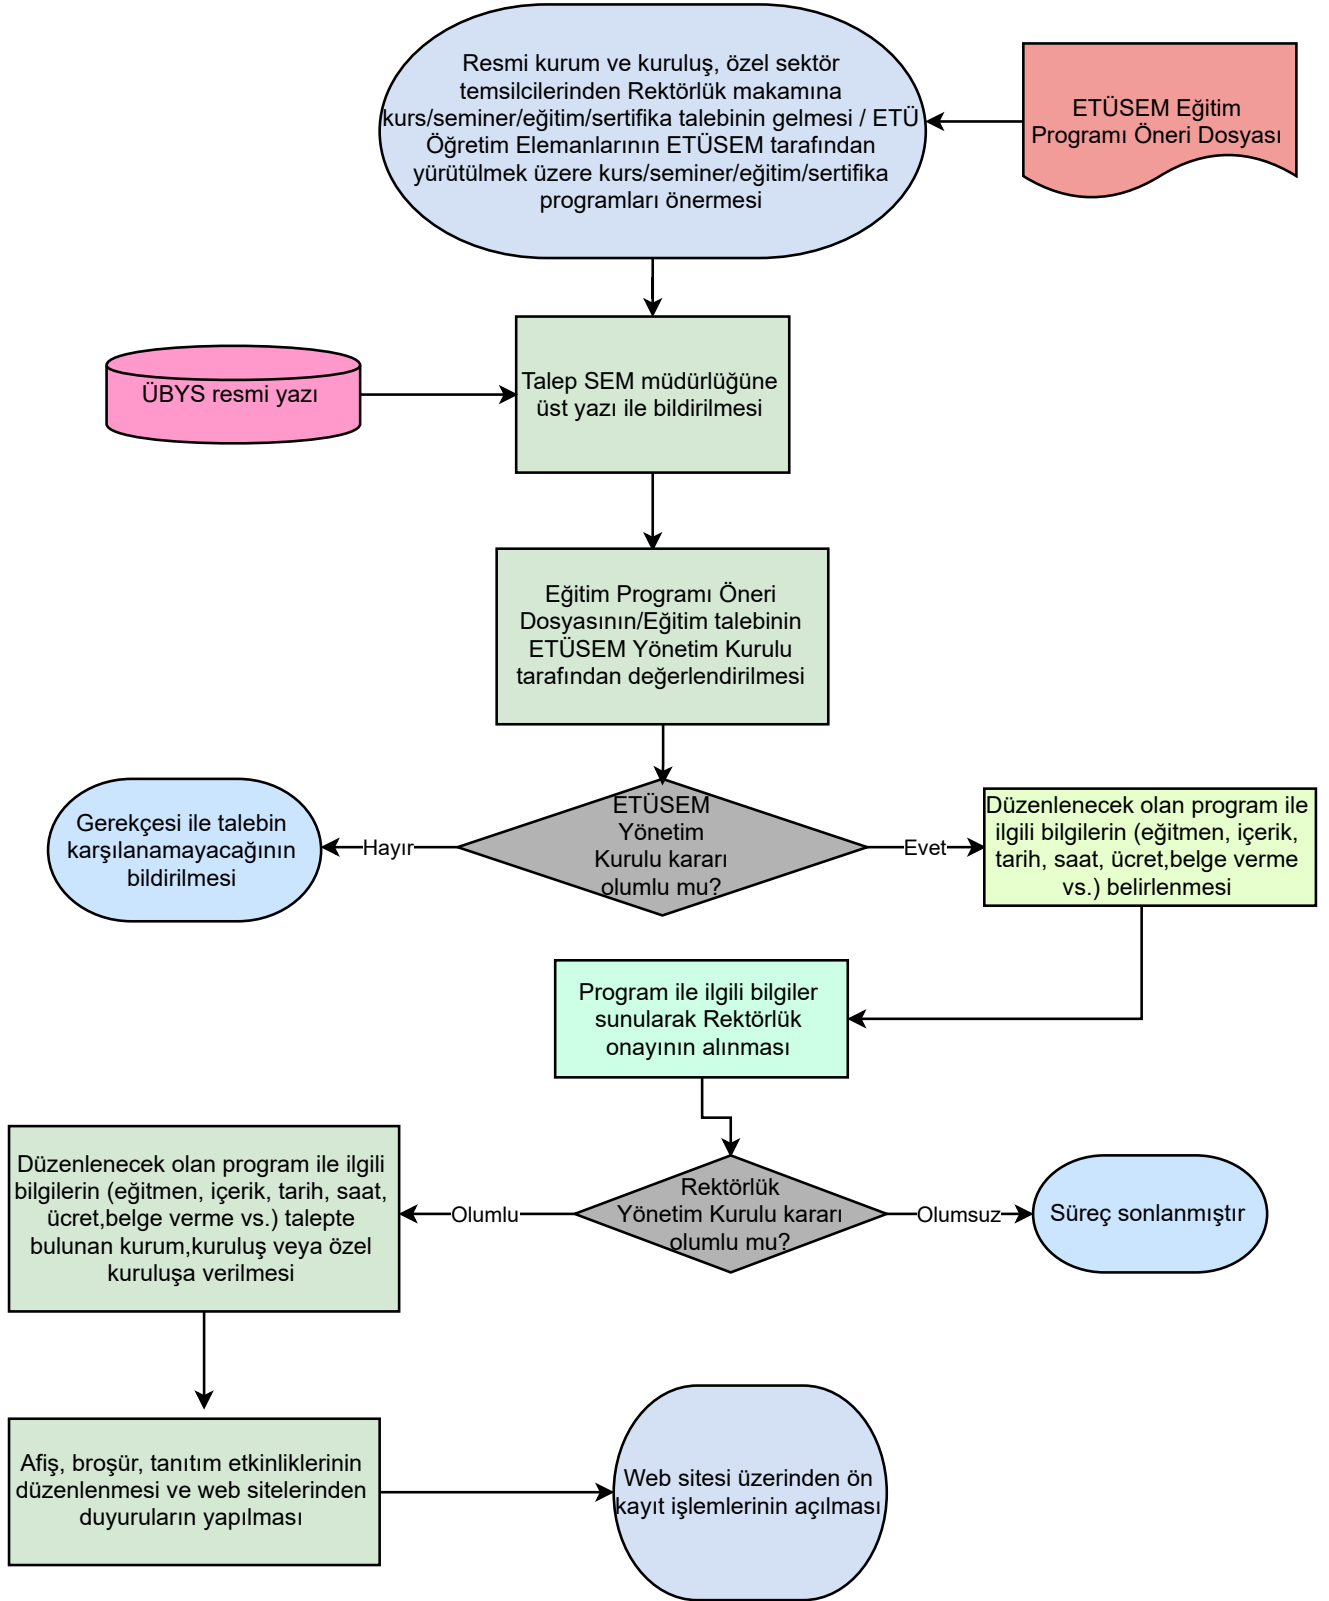 Resmi kurum ve kuruluş, özel sektör
temsilcilerinden Rektörlük makamına
kurs/seminer/eğitim/sertifika talebinin gelmesi / ETÜ
Öğretim Elemanlarının ETÜSEM tarafından
yürütülmek üzere kurs/seminer/eğitim/sertifika
programları önermesi
ETÜSEM Eğitim
Programı Öneri Dosyası
ÜBYS resmi yazı
Talep SEM müdürlüğüne
üst yazı ile bildirilmesi
Eğitim Programı Öneri
Dosyasının/Eğitim talebinin
ETÜSEM Yönetim Kurulu
tarafından değerlendirilmesi
Gerekçesi ile talebin
karşılanamayacağının
bildirilmesi
Hayır
ETÜSEM
Yönetim
Kurulu kararı
olumlu mu?
Evet
Düzenlenecek olan program ile
ilgili bilgilerin (eğitmen, içerik,
tarih, saat, ücret,belge verme
vs.) belirlenmesi
Program ile ilgili bilgiler
sunularak Rektörlük
onayının alınması
Düzenlenecek olan program ile ilgili
bilgilerin (eğitmen, içerik, tarih, saat,
ücret,belge verme vs.) talepte
bulunan kurum,kuruluş veya özel
kuruluşa verilmesi
Olumlu
Rektörlük
Yönetim Kurulu kararı
olumlu mu?
Olumsuz
Süreç sonlanmıştır
Afiş, broşür, tanıtım etkinliklerinin
düzenlenmesi ve web sitelerinden
duyuruların yapılması
Web sitesi üzerinden ön
kayıt işlemlerinin açılması